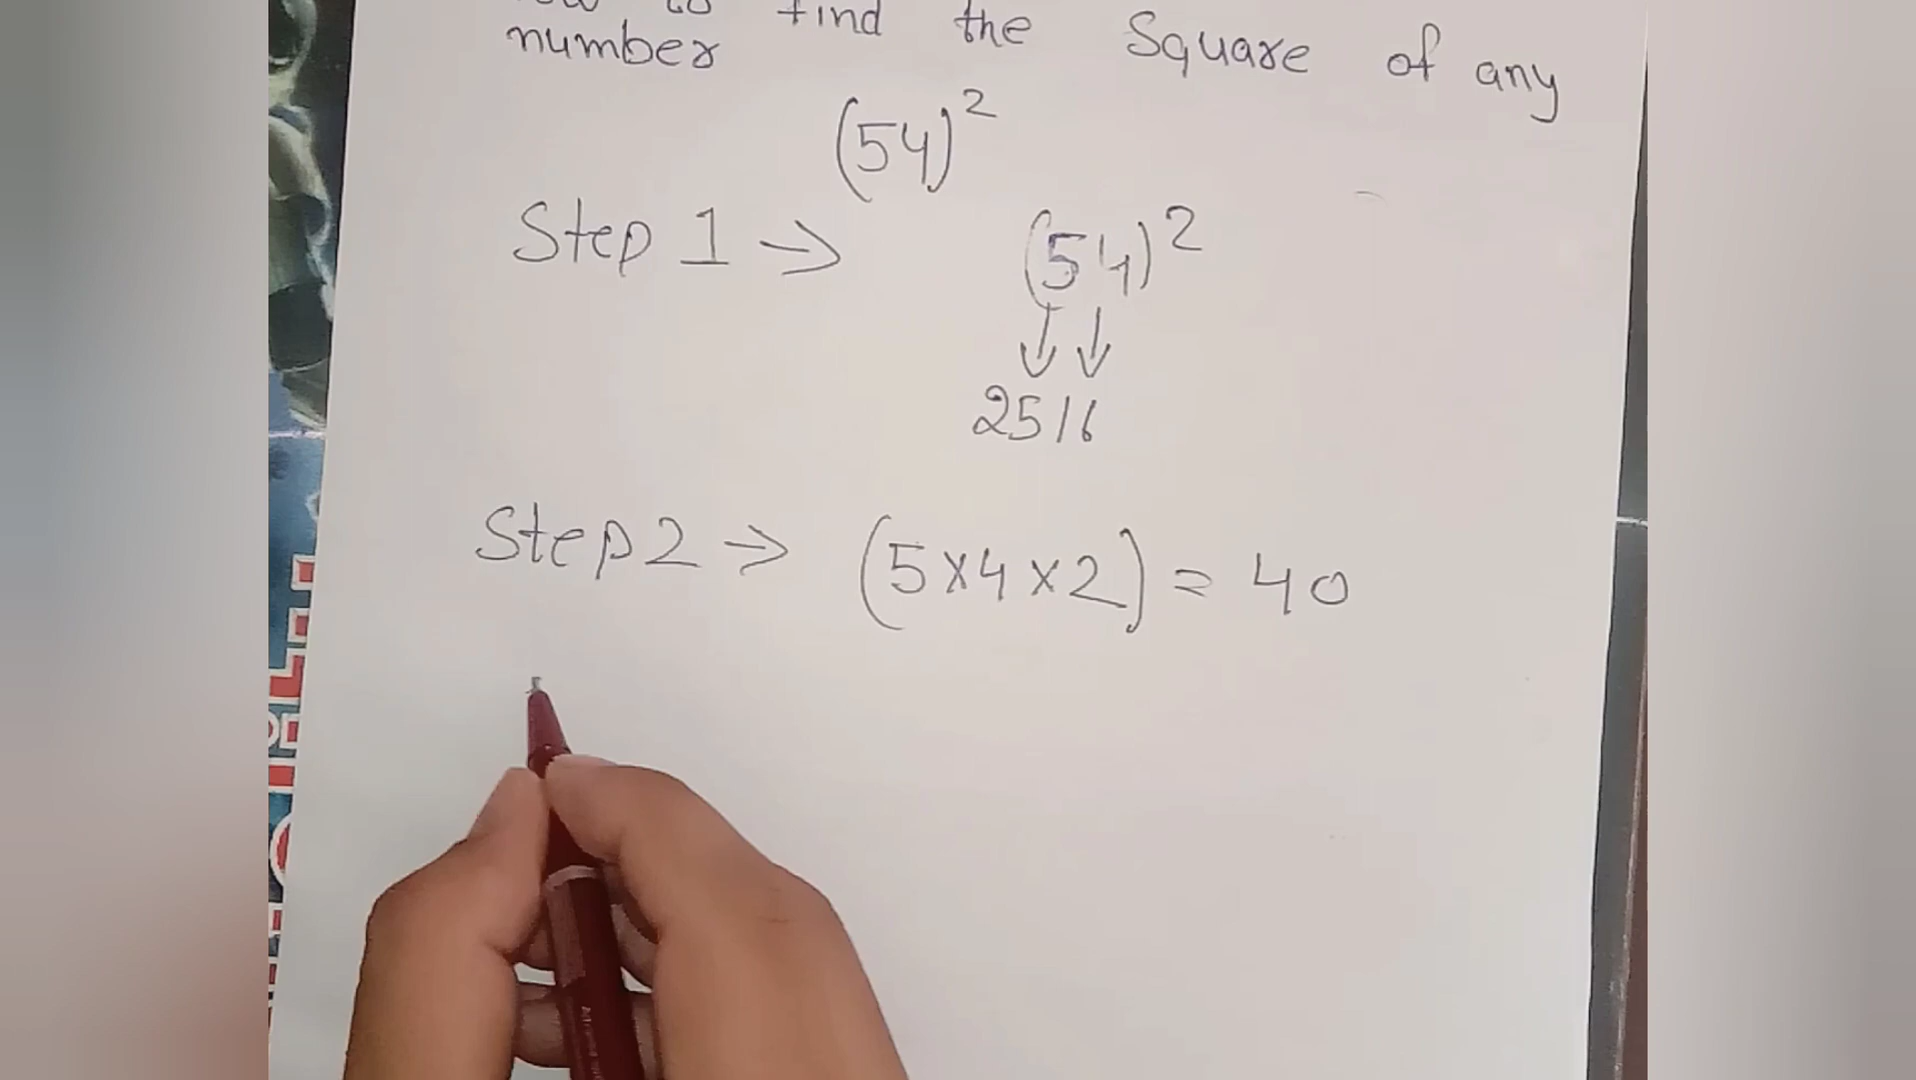 to find the Square of any
number
(54)²
Step 1 → (54)²
↓ ↓
2516
Step 2 → (5×4×2) = 40